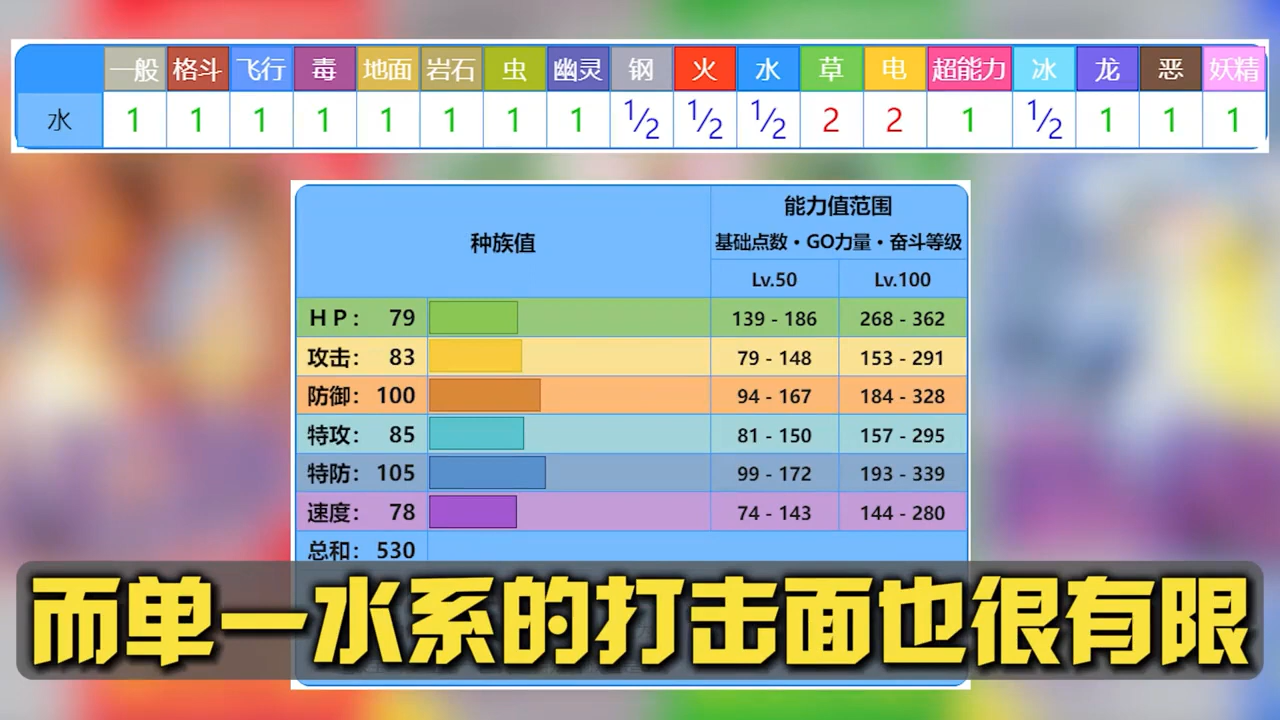 一般 格斗 飞行 毒 地面 岩石 虫 幽灵 钢 火 水 草 电 超能力 冰 龙 恶 妖精
水 1 1 1 1 1 1 1 1 1/2 1/2 1/2 2 2 1 1/2 1 1 1
种族值 能力值范围
基础点数・GO力量・奋斗等级
Lv.50 Lv.100
HP: 79 139 - 186 268 - 362
攻击: 83 79 - 148 153 - 291
防御: 100 94 - 167 184 - 328
特攻: 85 81 - 150 157 - 295
特防: 105 99 - 172 193 - 339
速度: 78 74 - 143 144 - 280
总和: 530
而单一水系的打击面也很有限